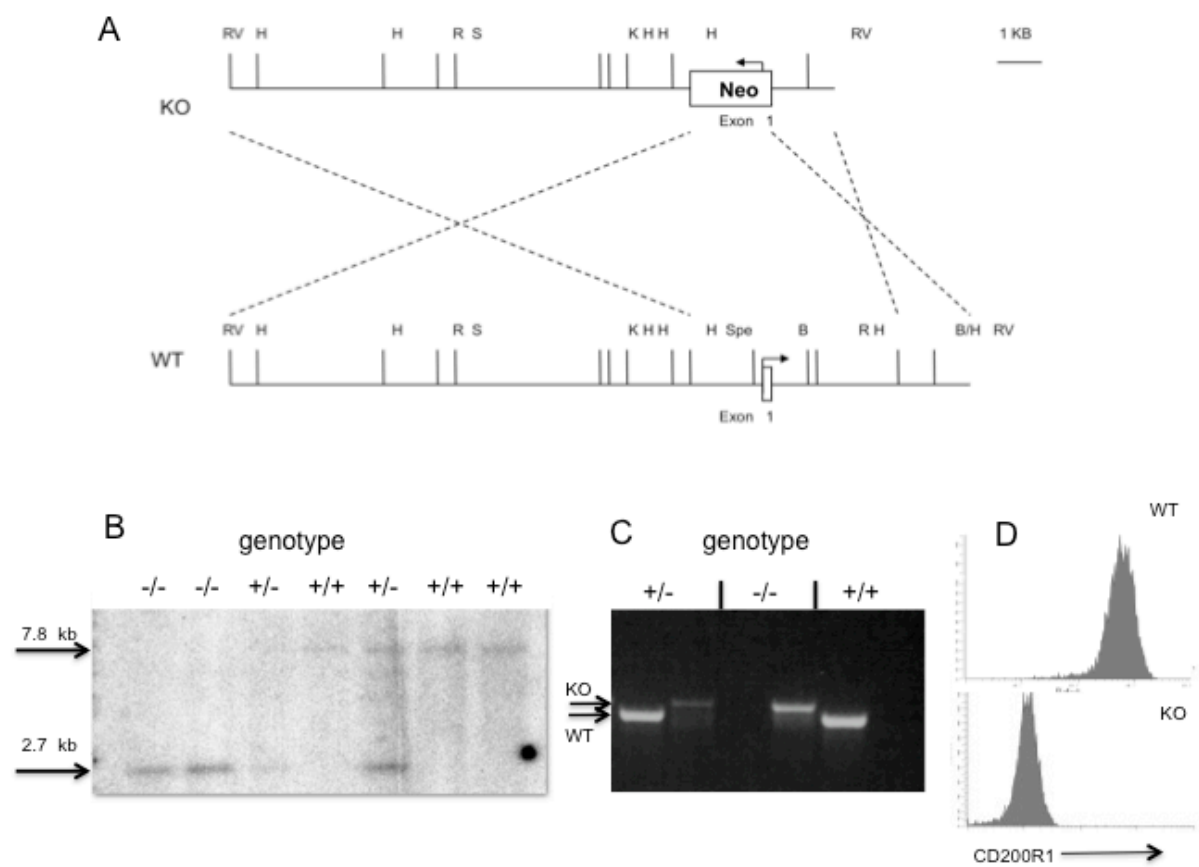 A
RV H H R S K H H H RV 1 KB
Neo
KO
Exon 1
RV H H R S K H H H Spe B R H B/H RV
WT
Exon 1
B
genotype
-/- -/- +/- +/+ +/- +/+ +/+
7.8 kb
2.7 kb
C
genotype
+/- -/- +/+
KO
WT
D
WT
KO
CD200R1